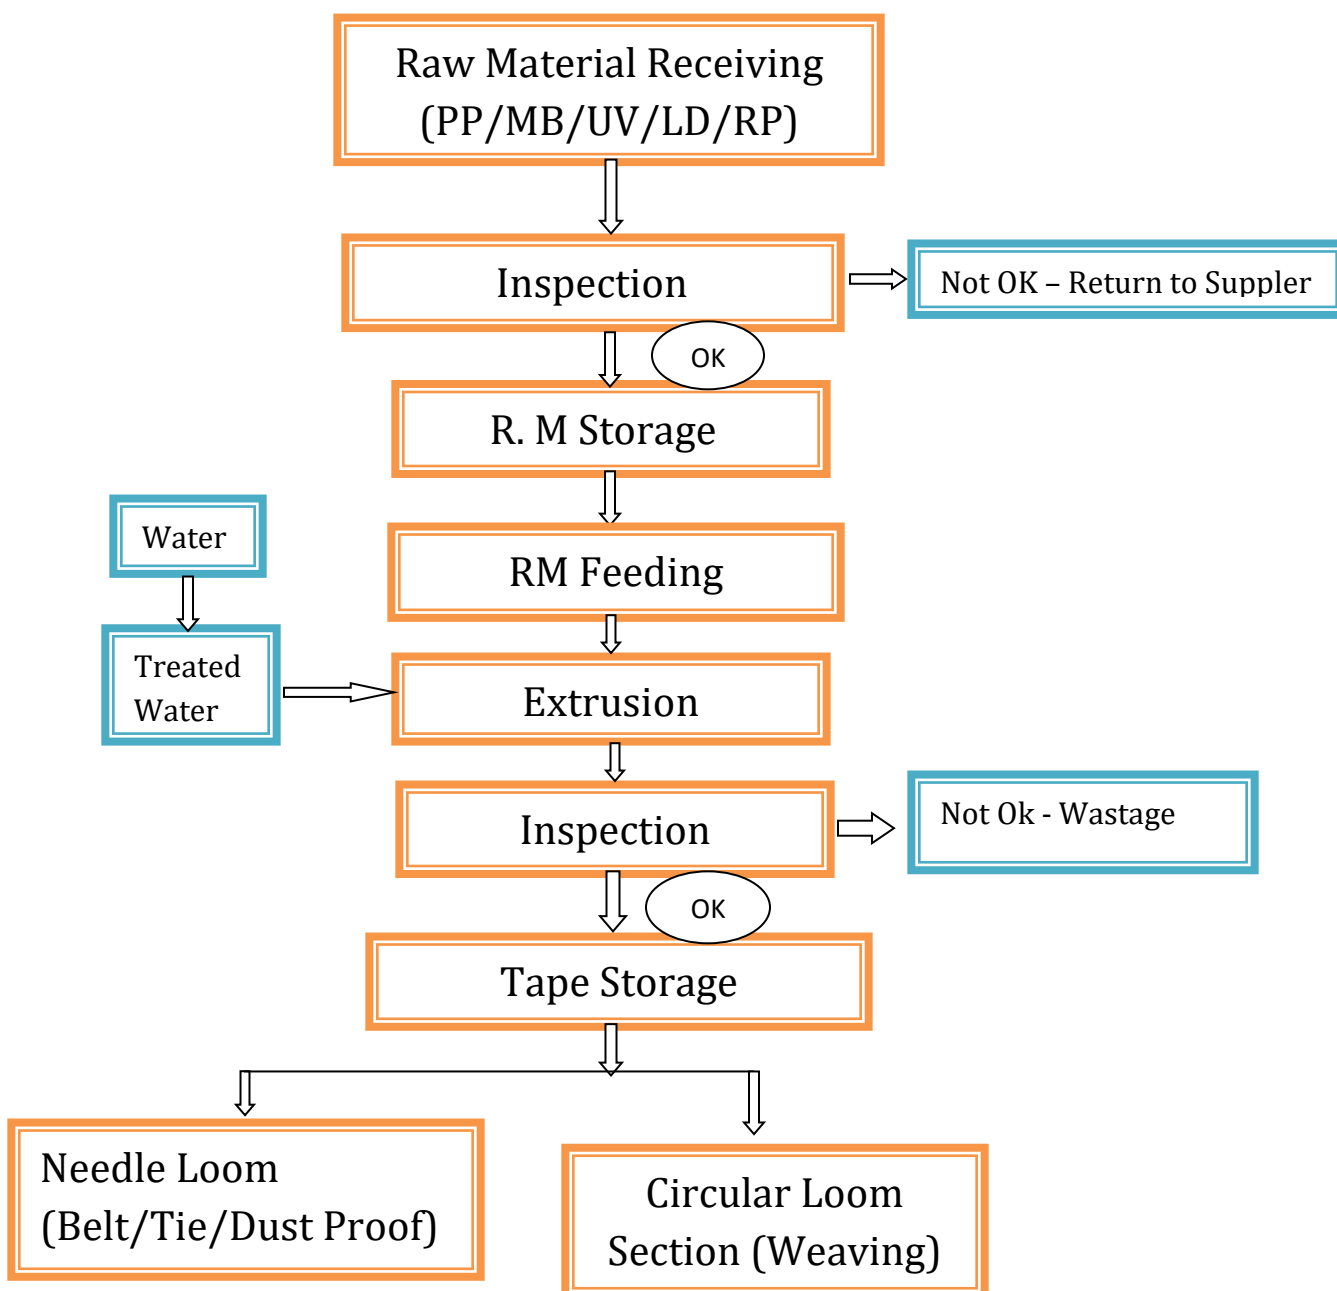 Raw Material Receiving
(PP/MB/UV/LD/RP)
Inspection
Not OK – Return to Suppler
OK
R. M Storage
Water
RM Feeding
Treated
Water
Extrusion
Inspection
Not Ok - Wastage
OK
Tape Storage
Needle Loom
(Belt/Tie/Dust Proof)
Circular Loom
Section (Weaving)